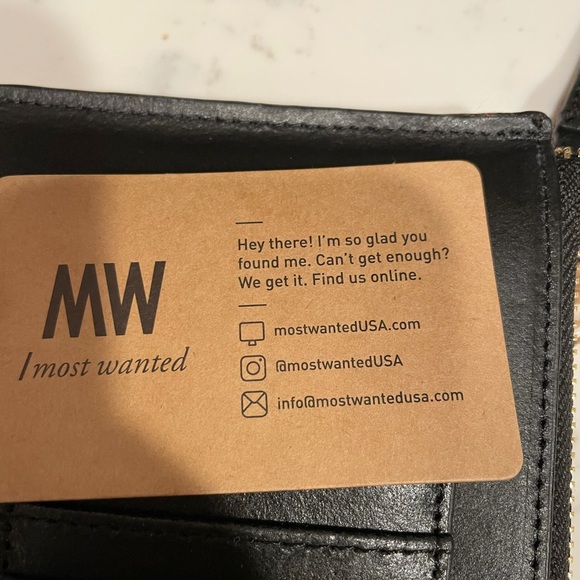 MW
I most wanted
Hey there! I'm so glad you
found me. Can't get enough?
We get it. Find us online.
mostwantedUSA.com
@mostwantedUSA
info@mostwantedusa.com